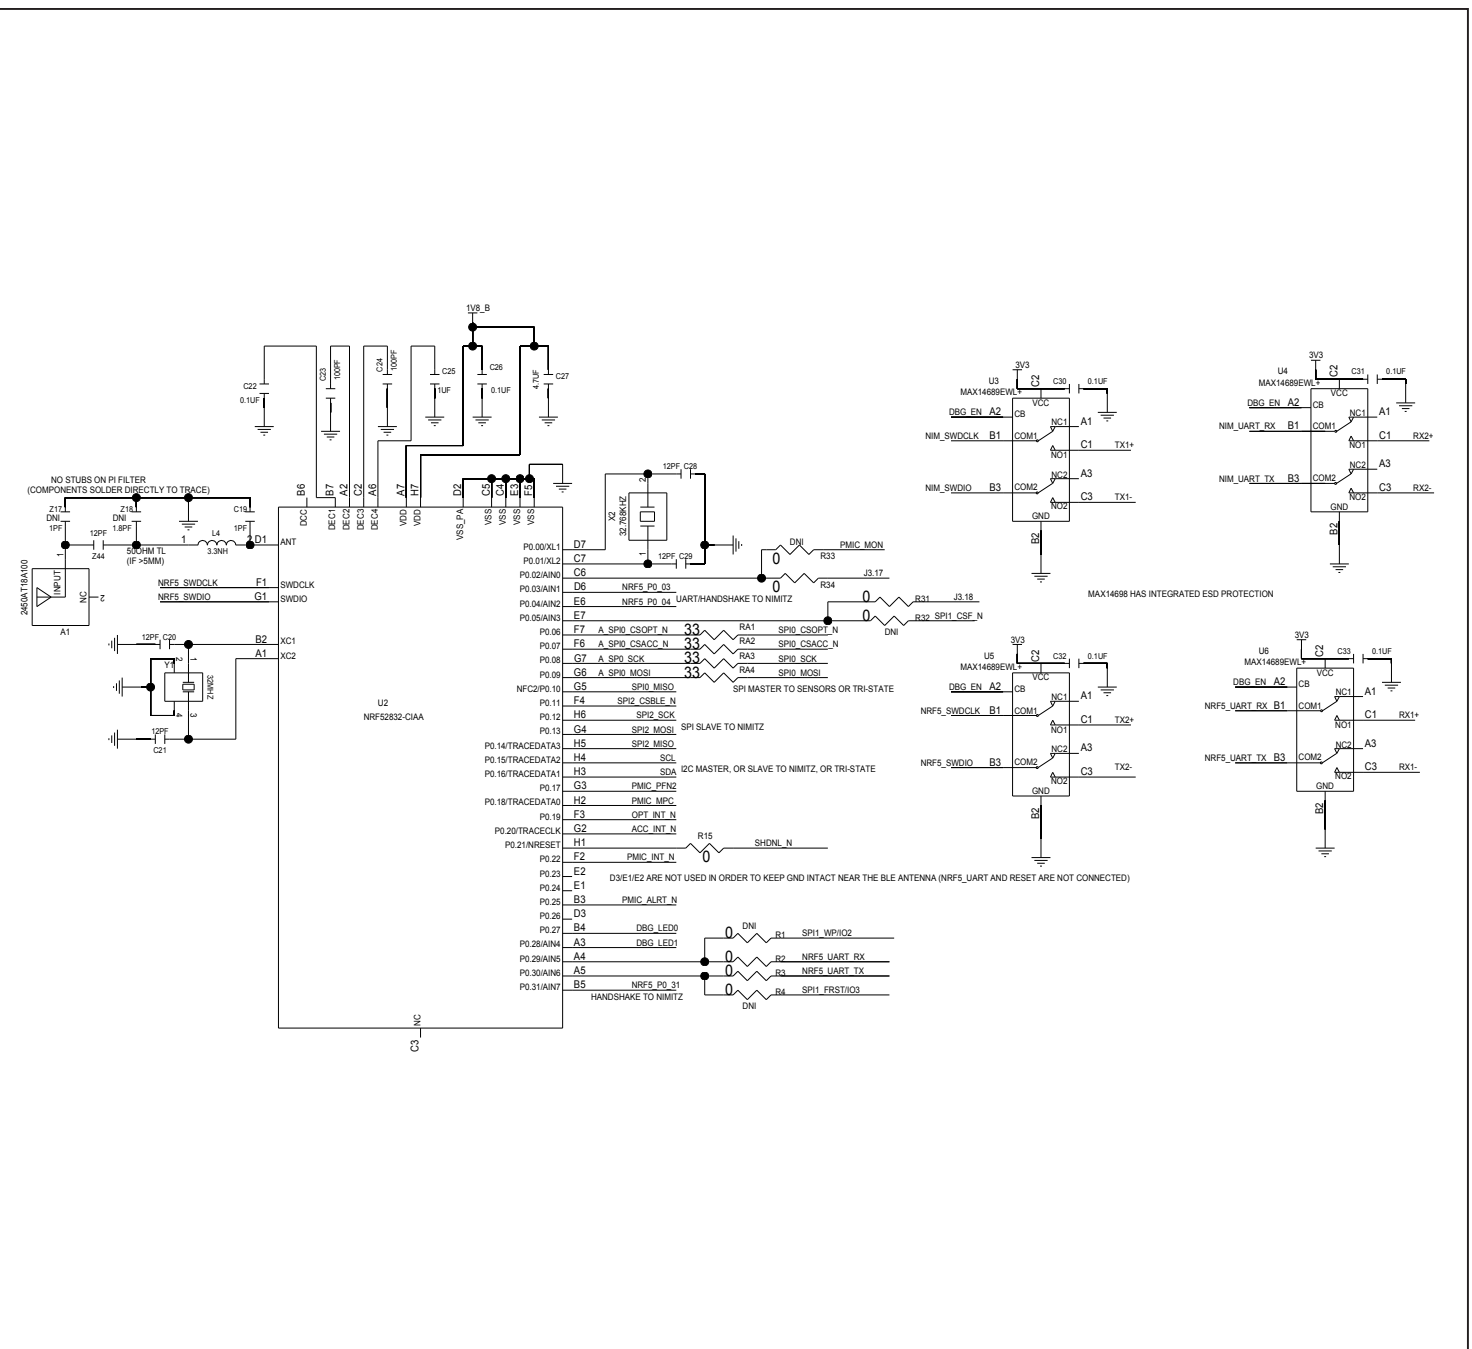 1V8_B
C22
0.1UF
C23
100PF
C24
100PF
C25
1UF
C26
0.1UF
4.7UF
C27
NO STUBS ON PI FILTER
(COMPONENTS SOLDER DIRECTLY TO TRACE)
Z17
DNI
1PF
Z18
DNI
1.8PF
C19
1PF
12PF
Z44
50OHM TL
(IF >5MM)
1
L4
3.3NH
2
D1
ANT
2450AT18A100
INPUT
1
NC
2
A1
NRF5_SWDCLK F1 SWDCLK
NRF5_SWDIO G1 SWDIO
12PF C20
B2 XC1
A1 XC2
Y1
2
1
32MHZ
4
3
12PF
C21
B6 DCC
B7 DEC1
A2 DEC2
C2 DEC3
A6 DEC4
A7 VDD
H7 VDD
D2 VSS_PA
C5 VSS
C4 VSS
E3 VSS
F5 VSS
U2
NRF52832-CIAA
NC
C3
12PF C28
X2
32.768KHZ
2
1
12PF C29
P0.00/XL1 D7
P0.01/XL2 C7
P0.02/AIN0 C6
P0.03/AIN1 D6 NRF5_P0_03
P0.04/AIN2 E6 NRF5_P0_04
UART/HANDSHAKE TO NIMITZ
P0.05/AIN3 E7
DNI
0 R33 PMIC_MON
0 R34 J3.17
0 R31 J3.18
0 R32 SPI1_CSF_N
DNI
P0.06 F7 A_SPI0_CSOPT_N 33 RA1 SPI0_CSOPT_N
P0.07 F6 A_SPI0_CSACC_N 33 RA2 SPI0_CSACC_N
P0.08 G7 A_SP0_SCK 33 RA3 SPI0_SCK
P0.09 G6 A_SPI0_MOSI 33 RA4 SPI0_MOSI
NFC2/P0.10 G5 SPI0_MISO
SPI MASTER TO SENSORS OR TRI-STATE
P0.11 F4 SPI2_CSBLE_N
P0.12 H6 SPI2_SCK
P0.13 G4 SPI2_MOSI
SPI SLAVE TO NIMITZ
P0.14/TRACEDATA3 H5 SPI2_MISO
P0.15/TRACEDATA2 H4 SCL
P0.16/TRACEDATA1 H3 SDA
I2C MASTER, OR SLAVE TO NIMITZ, OR TRI-STATE
P0.17 G3 PMIC_PFN2
P0.18/TRACEDATA0 H2 PMIC_MPC
P0.19 F3 OPT_INT_N
P0.20/TRACECLK G2 ACC_INT_N
P0.21/NRESET H1 R15 0 SHDNL_N
P0.22 F2 PMIC_INT_N
P0.23 E2
D3/E1/E2 ARE NOT USED IN ORDER TO KEEP GND INTACT NEAR THE BLE ANTENNA (NRF5_UART AND RESET ARE NOT CONNECTED)
P0.24 E1
P0.25 B3 PMIC_ALRT_N
P0.26 D3
P0.27 B4 DBG_LED0
P0.28/AIN4 A3 DBG_LED1
P0.29/AIN5 A4
P0.30/AIN6 A5
P0.31/AIN7 B5 NRF5_P0_31
HANDSHAKE TO NIMITZ
DNI
0 R1 SPI1_WP/IO2
0 R2 NRF5_UART_RX
0 R3 NRF5_UART_TX
0 R4 SPI1_FRST/IO3
DNI
3V3
U3
MAX14689EWL+
C2
C30 0.1UF
VCC
DBG_EN A2 CB
NC1 A1
NIM_SWDCLK B1 COM1
NO1 C1 TX1+
NC2 A3
NIM_SWDIO B3 COM2
NO2 C3 TX1-
GND
B2
3V3
U4
MAX14689EWL+
C2
C31 0.1UF
VCC
DBG_EN A2 CB
NC1 A1
NIM_UART_RX B1 COM1
NO1 C1 RX2+
NC2 A3
NIM_UART_TX B3 COM2
NO2 C3 RX2-
GND
B2
MAX14698 HAS INTEGRATED ESD PROTECTION
3V3
U5
MAX14689EWL+
C2
C32 0.1UF
VCC
DBG_EN A2 CB
NC1 A1
NRF5_SWDCLK B1 COM1
NO1 C1 TX2+
NC2 A3
NRF5_SWDIO B3 COM2
NO2 C3 TX2-
GND
B2
3V3
U6
MAX14689EWL+
C2
C33 0.1UF
VCC
DBG_EN A2 CB
NC1 A1
NRF5_UART_RX B1 COM1
NO1 C1 RX1+
NC2 A3
NRF5_UART_TX B3 COM2
NO2 C3 RX1-
GND
B2